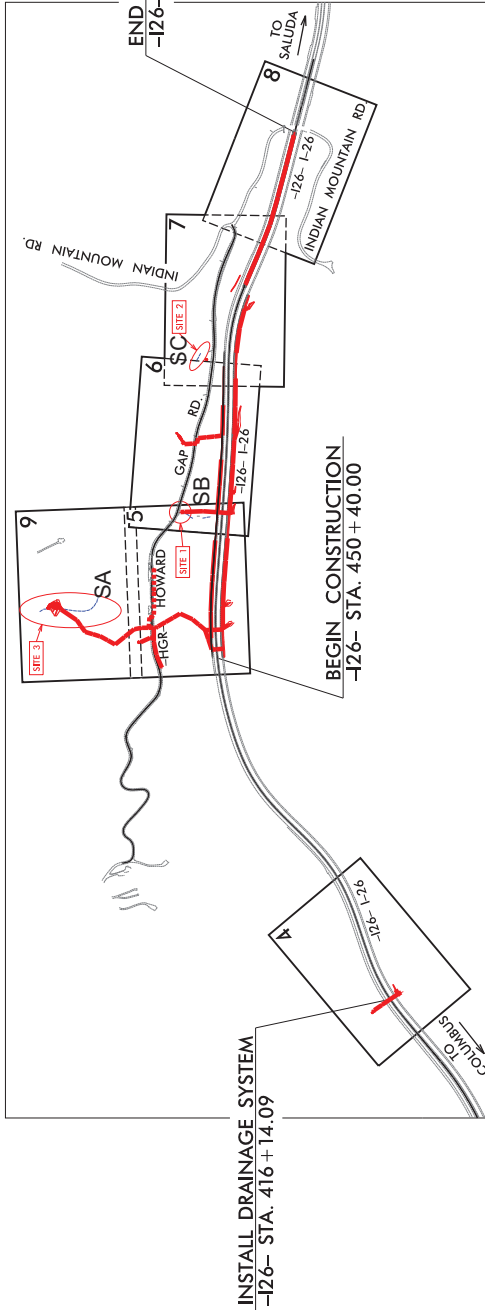 END
-I26-
TO
SALUDA
8
-I26- I-26
INDIAN MOUNTAIN RD.
INDIAN MOUNTAIN RD.
7
SITE 2
SC
6
GAP RD.
SB
-I26- I-26
5
SITE 1
HOWARD
-HGR-
9
SA
SITE 3
BEGIN CONSTRUCTION
-I26- STA. 450 + 40.00
4
-I26- I-26
TO
COLUMBUS
INSTALL DRAINAGE SYSTEM
-I26- STA. 416 + 14.09